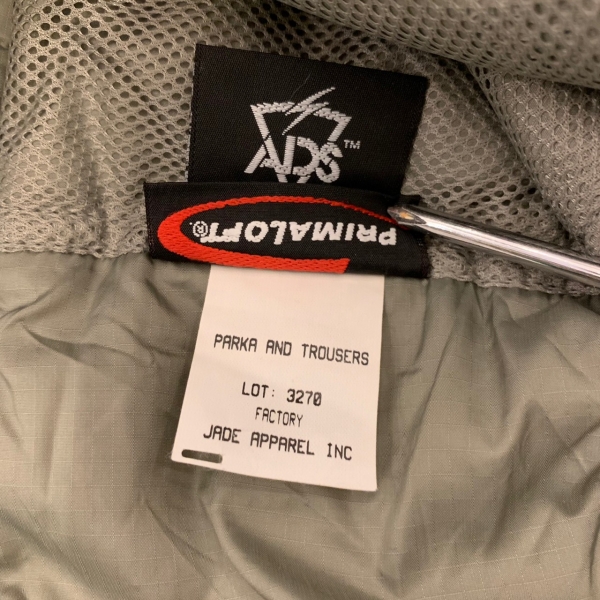 ADS™
PRIMALOFT®
PARKA AND TROUSERS
LOT: 3270
FACTORY
JADE APPAREL INC